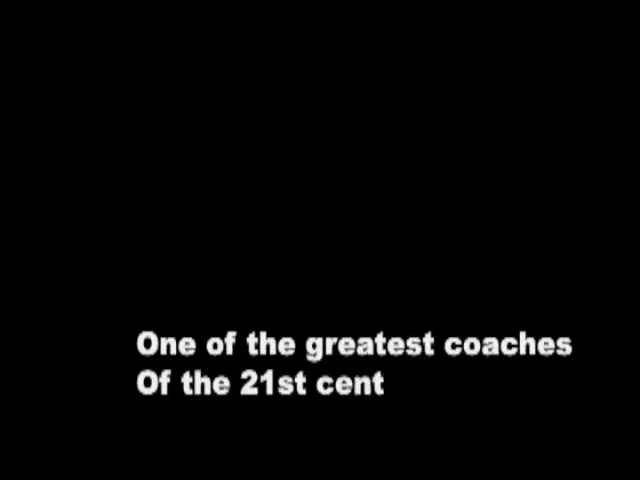 One of the greatest coaches
Of the 21st cent